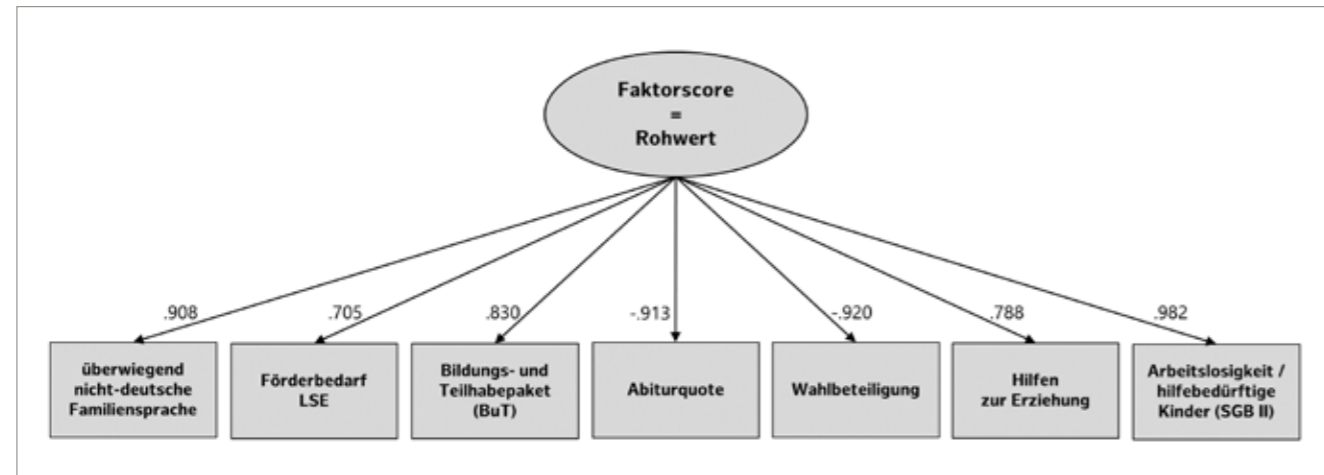 Faktorscore
=
Rohwert
.908
.705
.830
-.913
-.920
.788
.982
überwiegend
nicht-deutsche
Familiensprache
Förderbedarf
LSE
Bildungs- und
Teilhabepaket
(BuT)
Abiturquote
Wahlbeteiligung
Hilfen
zur Erziehung
Arbeitslosigkeit /
hilfebedürftige
Kinder (SGB II)